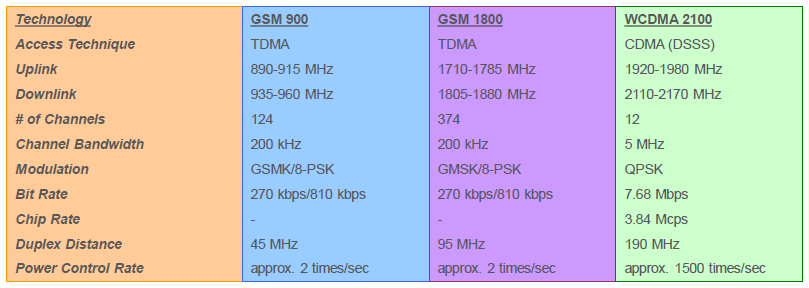 Technology GSM 900 GSM 1800 WCDMA 2100
Access Technique TDMA TDMA CDMA (DSSS)
Uplink 890-915 MHz 1710-1785 MHz 1920-1980 MHz
Downlink 935-960 MHz 1805-1880 MHz 2110-2170 MHz
# of Channels 124 374 12
Channel Bandwidth 200 kHz 200 kHz 5 MHz
Modulation GSMK/8-PSK GMSK/8-PSK QPSK
Bit Rate 270 kbps/810 kbps 270 kbps/810 kbps 7.68 Mbps
Chip Rate - - 3.84 Mcps
Duplex Distance 45 MHz 95 MHz 190 MHz
Power Control Rate approx. 2 times/sec approx. 2 times/sec approx. 1500 times/sec